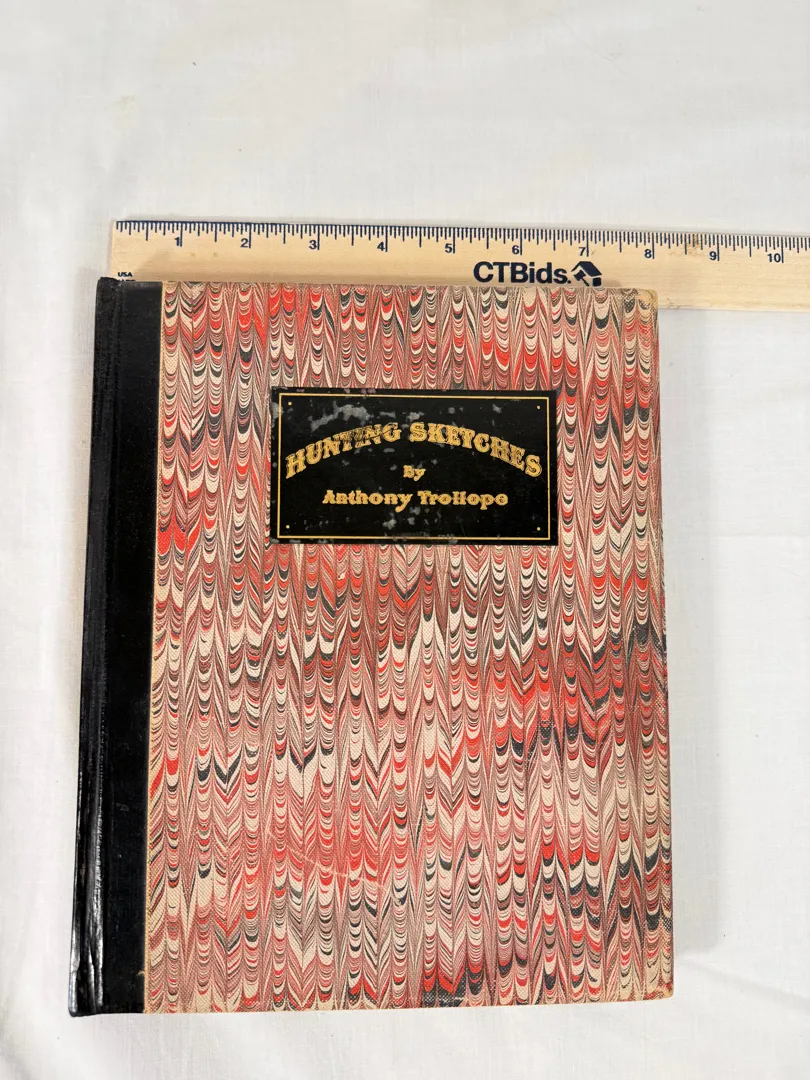 1 2 3 4 5 6 7 8 9 10
USA
CTBids.
HUNTING SKETCHES
By
Anthony Trollope